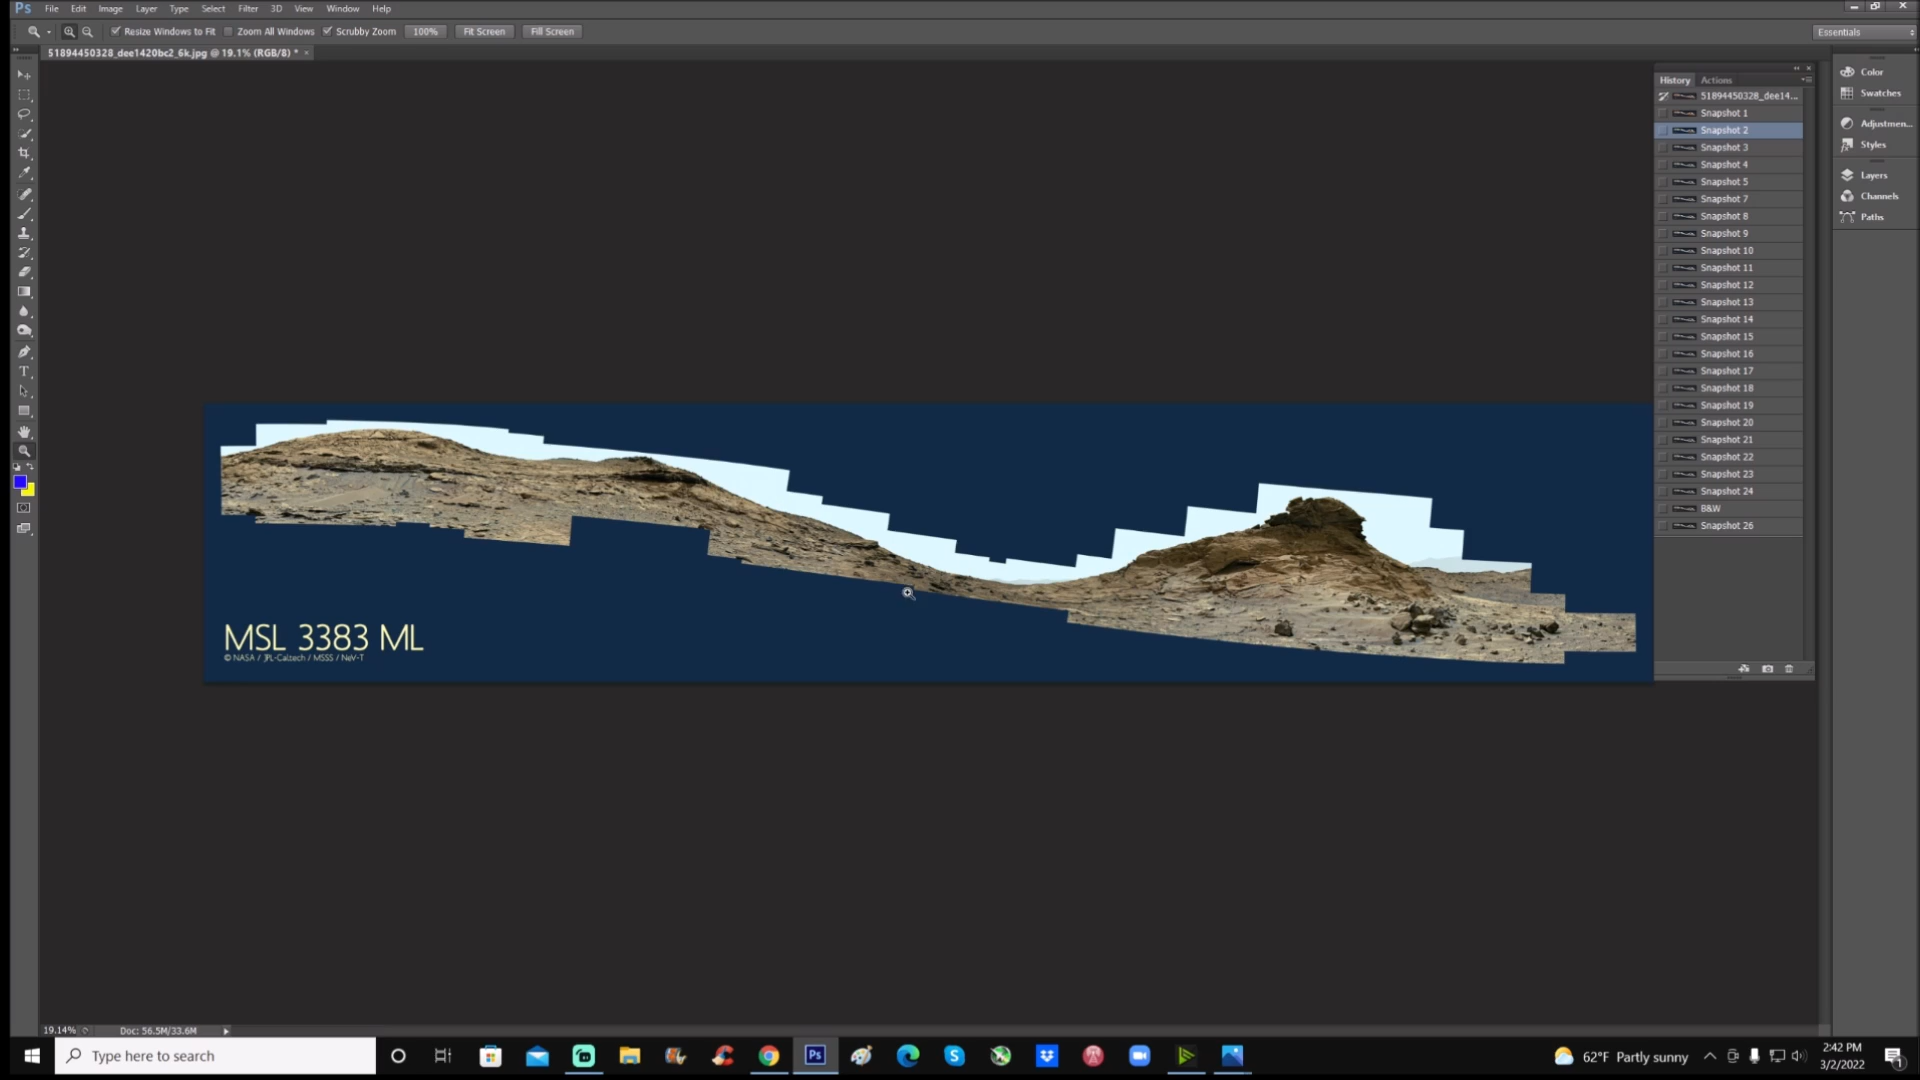 Ps File Edit Image Layer Type Select Filter 3D View Window Help
Resize Windows to Fit Zoom All Windows Scrubby Zoom 100% Fit Screen Fill Screen Essentials
51894450328_dee1420bc2_6k.jpg @ 19.1% (RGB/8) * ×
History Actions
51894450328_dee14...
Snapshot 1
Snapshot 2
Snapshot 3
Snapshot 4
Snapshot 5
Snapshot 7
Snapshot 8
Snapshot 9
Snapshot 10
Snapshot 11
Snapshot 12
Snapshot 13
Snapshot 14
Snapshot 15
Snapshot 16
Snapshot 17
Snapshot 18
Snapshot 19
Snapshot 20
Snapshot 21
Snapshot 22
Snapshot 23
Snapshot 24
B&W
Snapshot 26
Color
Swatches
Adjustmen...
Styles
Layers
Channels
Paths
MSL 3383 ML
© NASA / JPL-Calzech / MSSS / NeV-T
19.14% Doc: 56.5M/33.6M
Type here to search
Ps
62°F Partly sunny
2:42 PM
3/2/2022
1